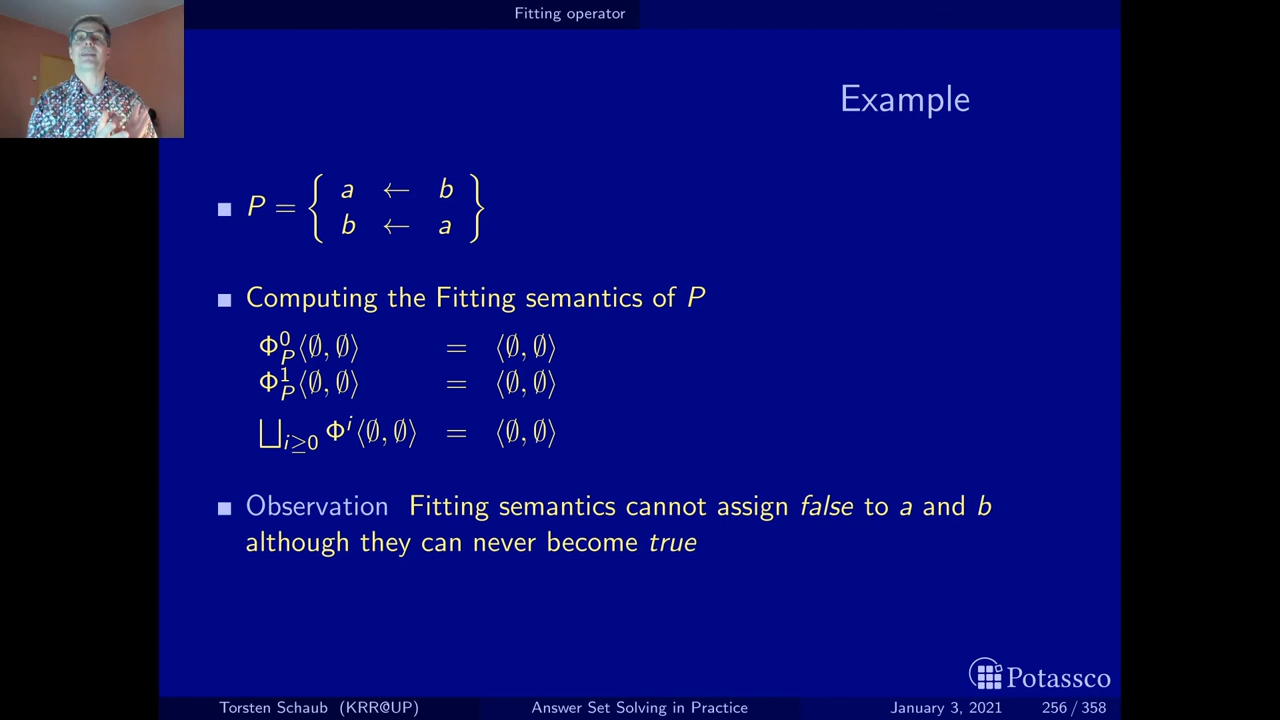 Fitting operator
Example
P = { a ← b
b ← a }
Computing the Fitting semantics of P
Φ⁰_P⟨∅, ∅⟩ = ⟨∅, ∅⟩
Φ¹_P⟨∅, ∅⟩ = ⟨∅, ∅⟩
⨆_{i≥0} Φ^i⟨∅, ∅⟩ = ⟨∅, ∅⟩
Observation Fitting semantics cannot assign false to a and b
although they can never become true
Potassco
Torsten Schaub (KRR@UP) Answer Set Solving in Practice January 3, 2021 256 / 358